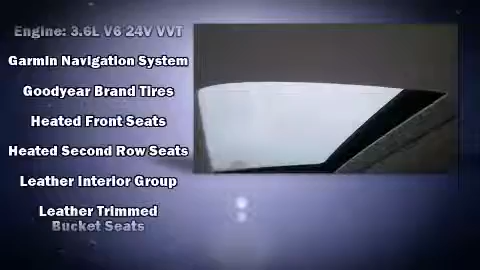 Engine: 3.6L V6 24V VVT
Garmin Navigation System
Goodyear Brand Tires
Heated Front Seats
Heated Second Row Seats
Leather Interior Group
Leather Trimmed
Bucket Seats